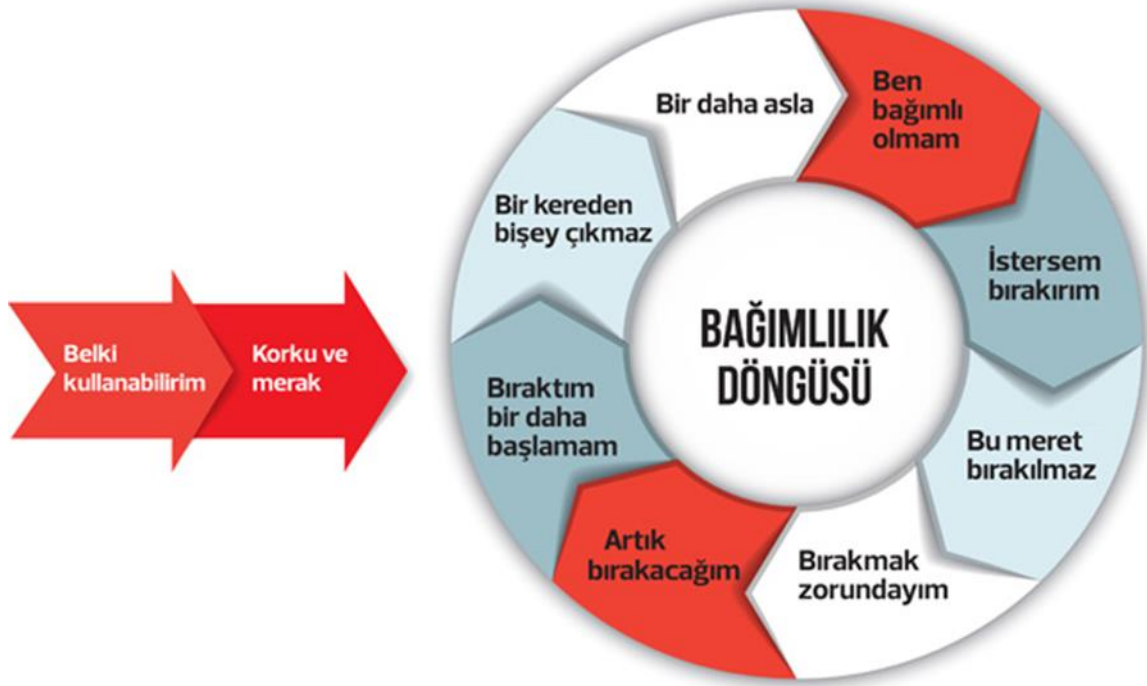 Belki
kullanabilirim
Korku ve
merak
Bir kereden
bişey çıkmaz
Bir daha asla
Ben
bağımlı
olmam
İstersem
bırakırım
Bu meret
bırakılmaz
Bırakmak
zorundayım
Artık
bırakacağım
Bıraktım
bir daha
başlamam
BAĞIMLILIK
DÖNGÜSÜ